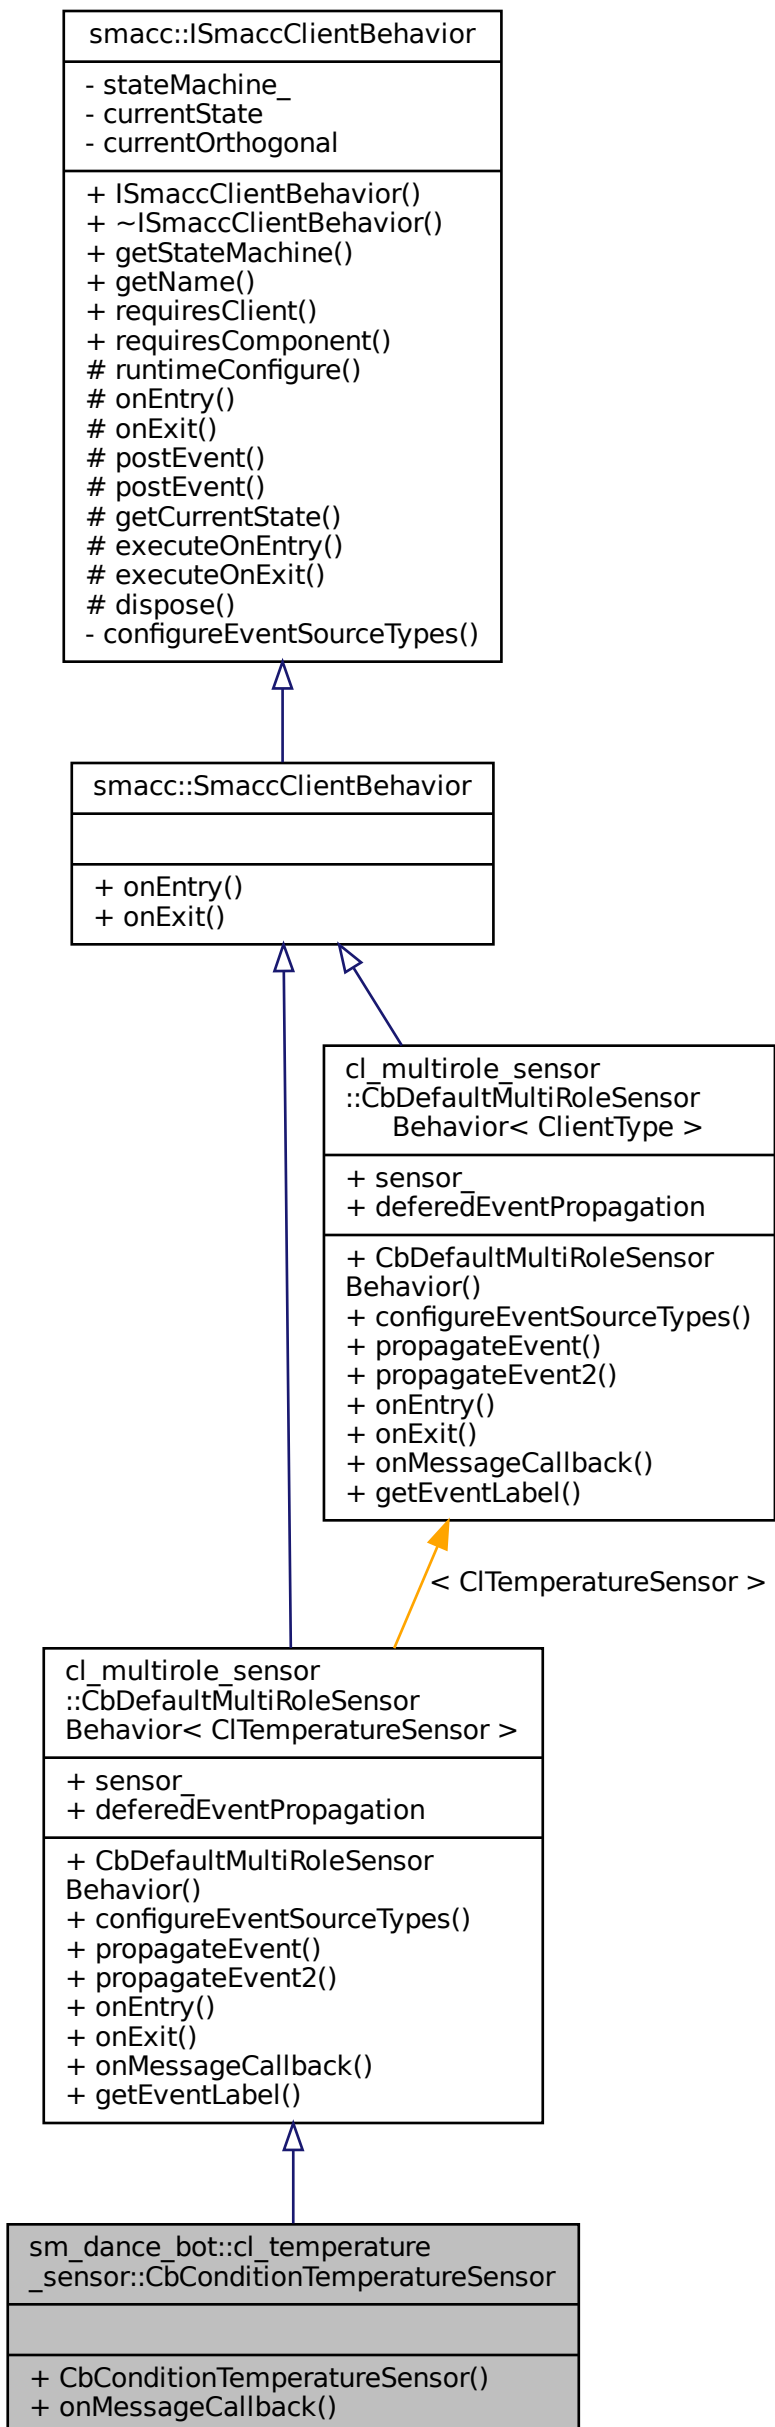 smacc::ISmaccClientBehavior
- stateMachine_
- currentState
- currentOrthogonal
+ ISmaccClientBehavior()
+ ~ISmaccClientBehavior()
+ getStateMachine()
+ getName()
+ requiresClient()
+ requiresComponent()
# runtimeConfigure()
# onEntry()
# onExit()
# postEvent()
# postEvent()
# getCurrentState()
# executeOnEntry()
# executeOnExit()
# dispose()
- configureEventSourceTypes()
smacc::SmaccClientBehavior
+ onEntry()
+ onExit()
cl_multirole_sensor
::CbDefaultMultiRoleSensor
Behavior< ClientType >
+ sensor_
+ deferedEventPropagation
+ CbDefaultMultiRoleSensor
Behavior()
+ configureEventSourceTypes()
+ propagateEvent()
+ propagateEvent2()
+ onEntry()
+ onExit()
+ onMessageCallback()
+ getEventLabel()
< ClTemperatureSensor >
cl_multirole_sensor
::CbDefaultMultiRoleSensor
Behavior< ClTemperatureSensor >
+ sensor_
+ deferedEventPropagation
+ CbDefaultMultiRoleSensor
Behavior()
+ configureEventSourceTypes()
+ propagateEvent()
+ propagateEvent2()
+ onEntry()
+ onExit()
+ onMessageCallback()
+ getEventLabel()
sm_dance_bot::cl_temperature
_sensor::CbConditionTemperatureSensor
+ CbConditionTemperatureSensor()
+ onMessageCallback()